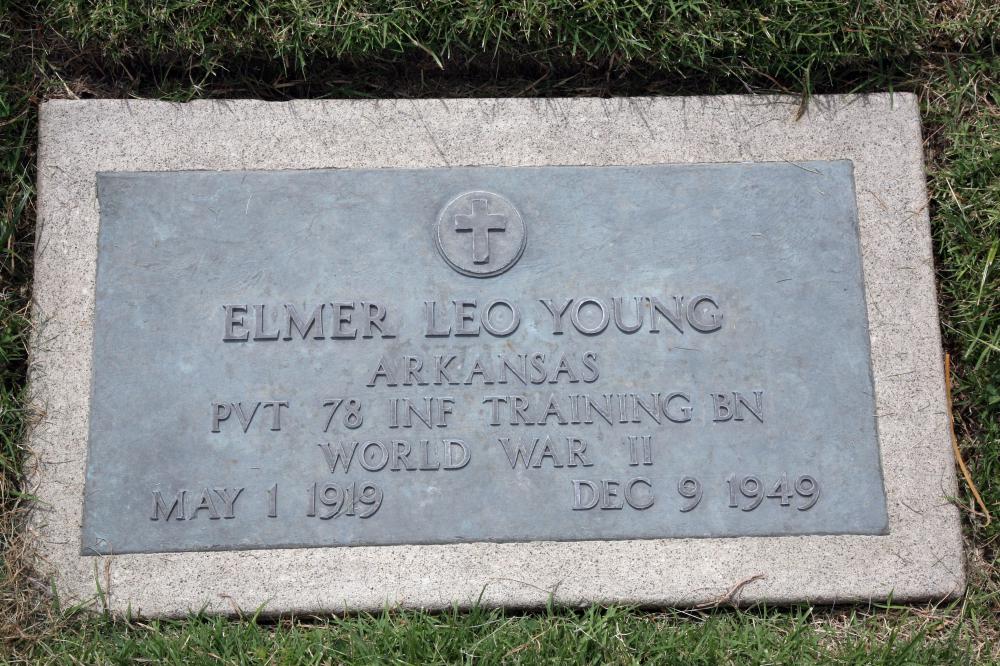 ELMER LEO YOUNG
ARKANSAS
PVT 78 INF TRAINING BN
WORLD WAR II
MAY 1 1919 DEC 9 1949